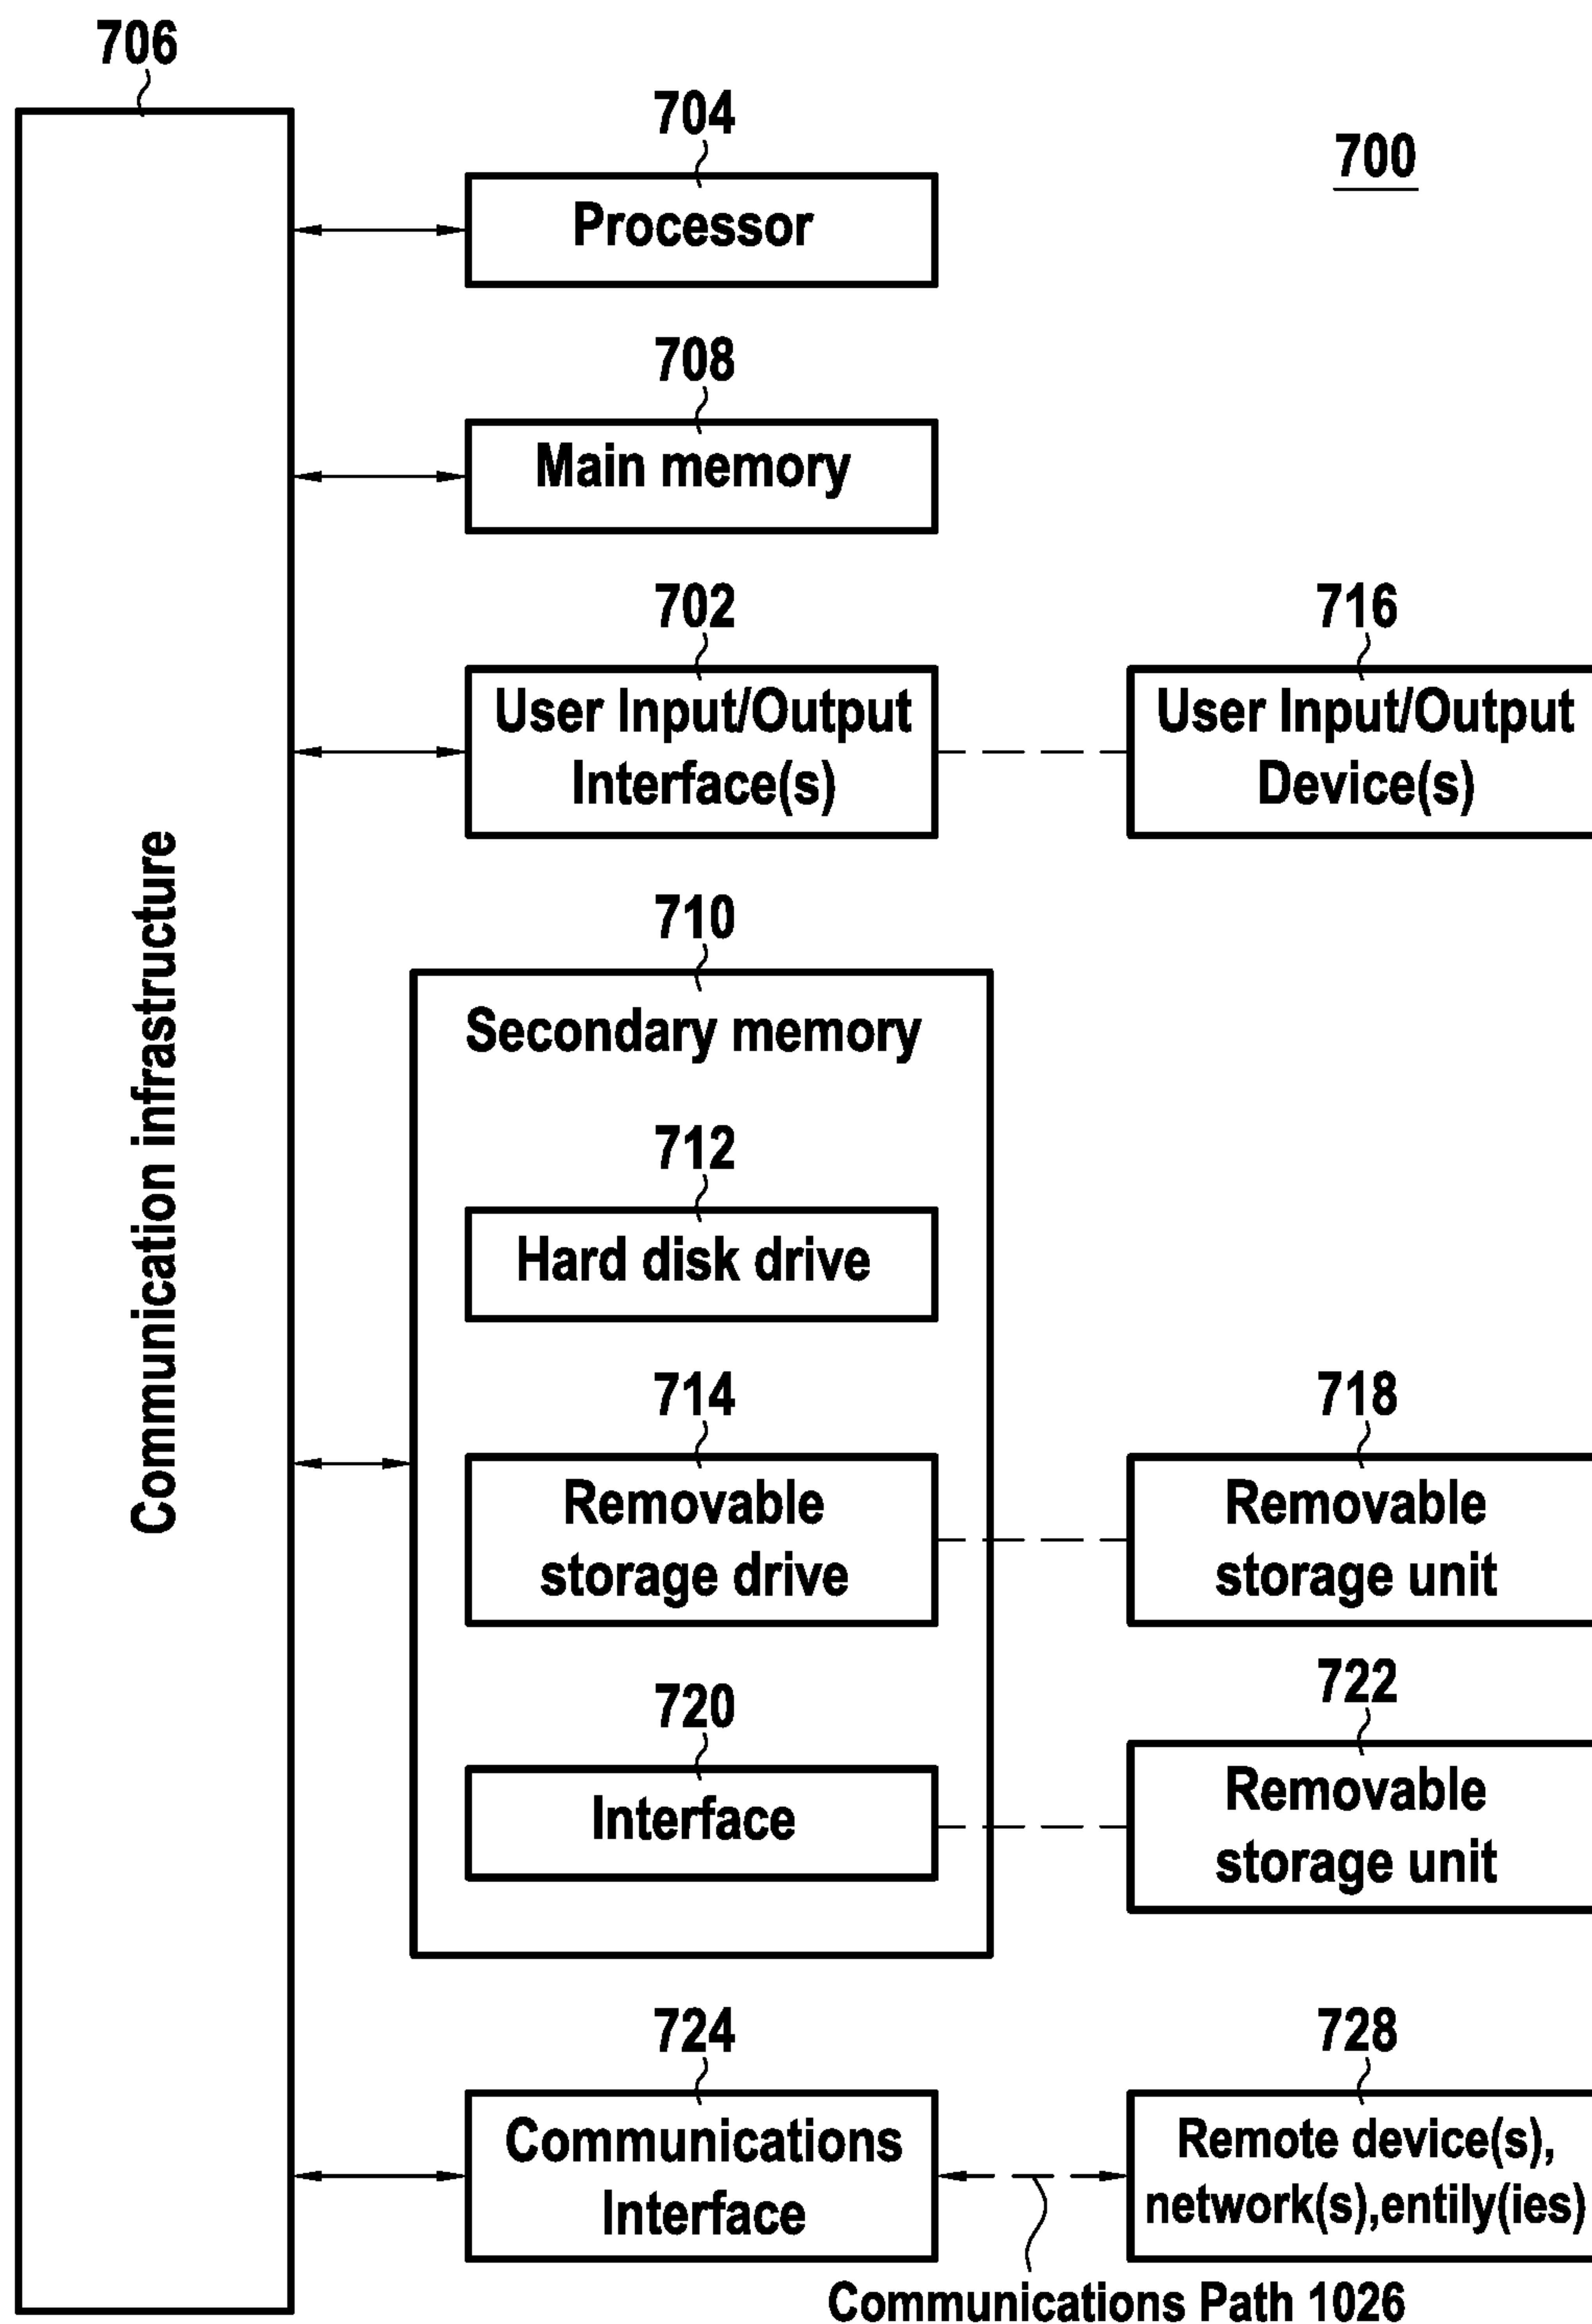 706
704
700
Processor
708
Main memory
702
716
User Input/Output
Interface(s)
User Input/Output
Device(s)
Communication infrastructure
710
Secondary memory
712
Hard disk drive
714
718
Removable
storage drive
Removable
storage unit
720
722
Interface
Removable
storage unit
724
728
Communications
Interface
Remote device(s),
network(s),entily(ies)
Communications Path 1026